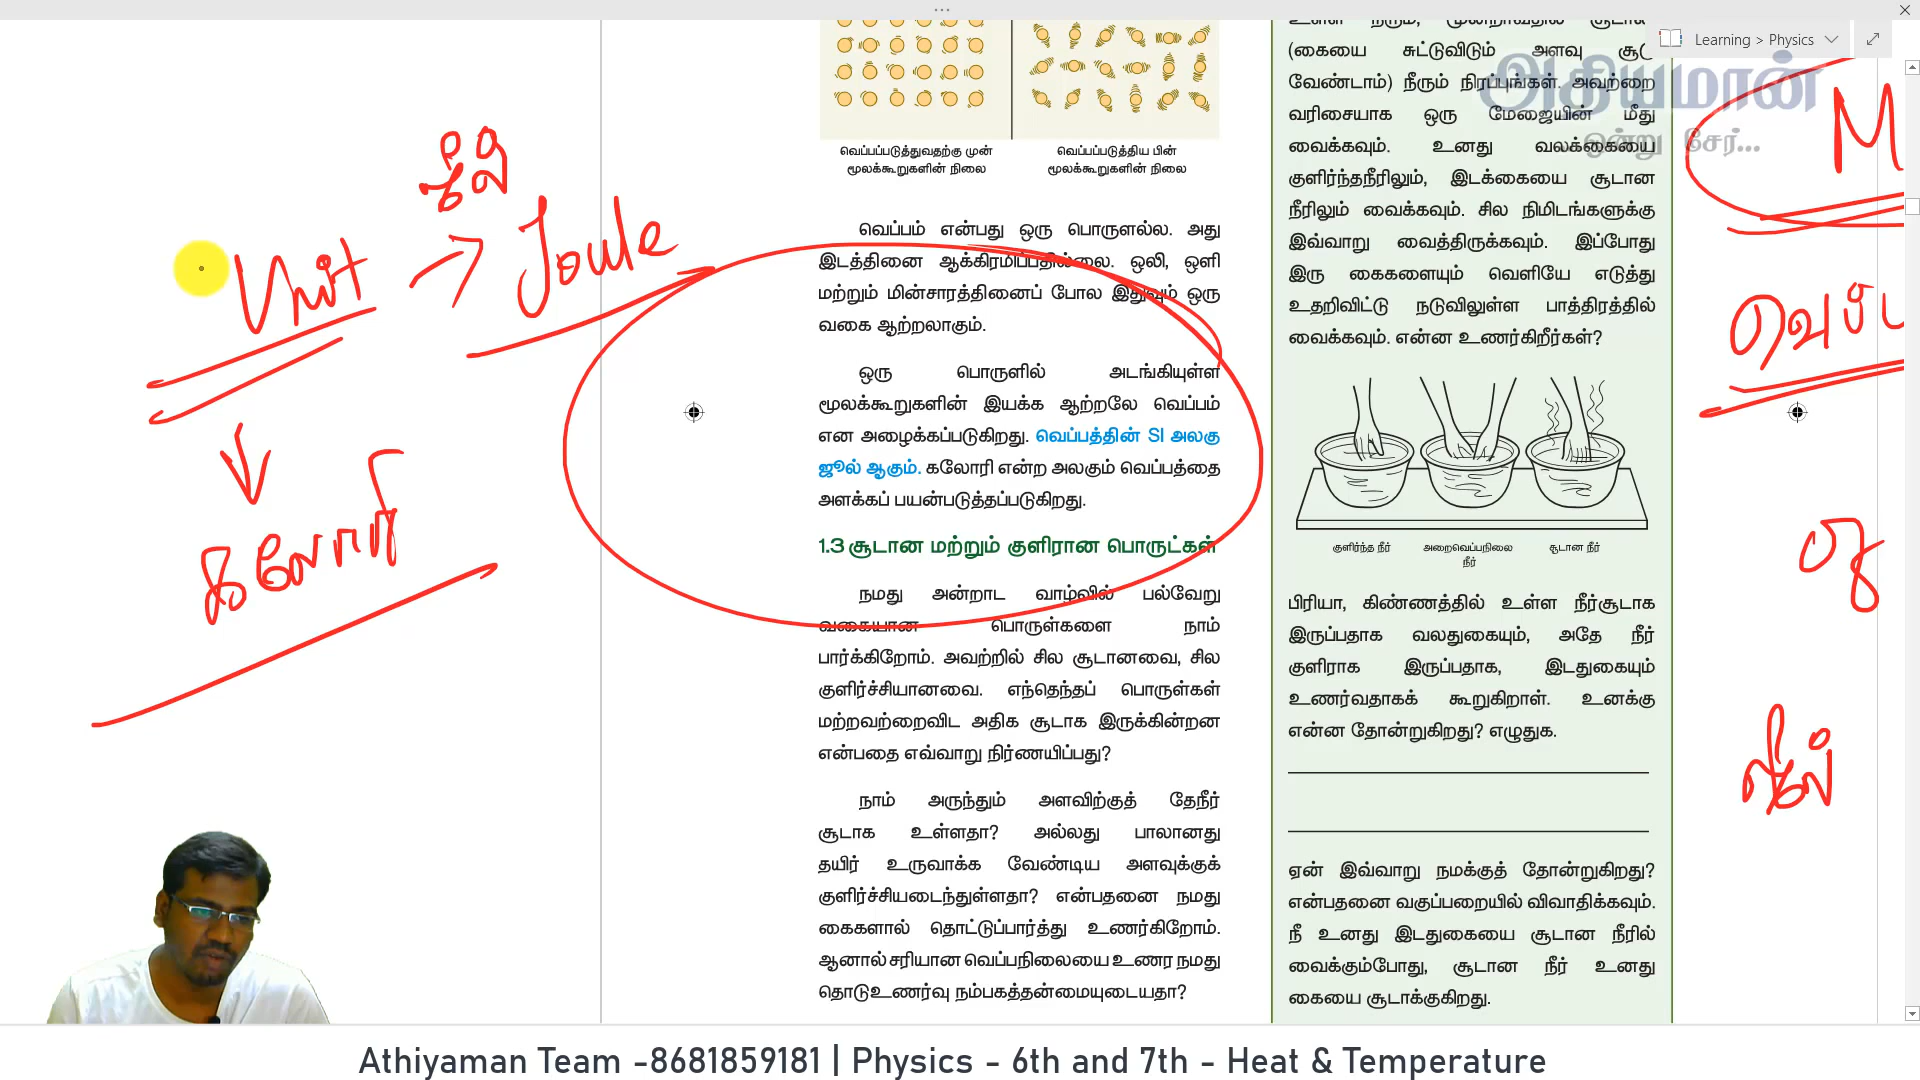 Learning > Physics
அதியமான்
ஒன்று சேர்...
வெப்பப்படுத்துவதற்கு முன்
மூலக்கூறுகளின் நிலை
வெப்பப்படுத்திய பின்
மூலக்கூறுகளின் நிலை
வெப்பம் என்பது ஒரு பொருளல்ல. அது
இடத்தினை ஆக்கிரமிப்பதில்லை. ஒலி, ஒளி
மற்றும் மின்சாரத்தினைப் போல இதுவும் ஒரு
வகை ஆற்றலாகும்.
ஒரு பொருளில் அடங்கியுள்ள
மூலக்கூறுகளின் இயக்க ஆற்றலே வெப்பம்
என அழைக்கப்படுகிறது. வெப்பத்தின் SI அலகு
ஜூல் ஆகும். கலோரி என்ற அலகும் வெப்பத்தை
அளக்கப் பயன்படுத்தப்படுகிறது.
1.3 சூடான மற்றும் குளிரான பொருட்கள்
நமது அன்றாட வாழ்வில் பல்வேறு
வகையான பொருள்களை நாம்
பார்க்கிறோம். அவற்றில் சில சூடானவை, சில
குளிர்ச்சியானவை. எந்தெந்தப் பொருள்கள்
மற்றவற்றைவிட அதிக சூடாக இருக்கின்றன
என்பதை எவ்வாறு நிர்ணயிப்பது?
நாம் அருந்தும் அளவிற்குத் தேநீர்
சூடாக உள்ளதா? அல்லது பாலானது
தயிர் உருவாக்க வேண்டிய அளவுக்குக்
குளிர்ச்சியடைந்துள்ளதா? என்பதனை நமது
கைகளால் தொட்டுப்பார்த்து உணர்கிறோம்.
ஆனால் சரியான வெப்பநிலையை உணர நமது
தொடுஉணர்வு நம்பகத்தன்மையுடையதா?
உள்ள நீரும், மூன்றாவதில்
(கையை சுட்டுவிடும் அளவு
வேண்டாம்) நீரும் நிரப்புங்கள். அவற்றை
வரிசையாக ஒரு மேஜையின் மீது
வைக்கவும். உனது வலக்கையை
குளிர்ந்தநீரிலும், இடக்கையை சூடான
நீரிலும் வைக்கவும். சில நிமிடங்களுக்கு
இவ்வாறு வைத்திருக்கவும். இப்போது
இரு கைகளையும் வெளியே எடுத்து
உதறிவிட்டு நடுவிலுள்ள பாத்திரத்தில்
வைக்கவும். என்ன உணர்கிறீர்கள்?
குளிர்ந்த நீர்
அறைவெப்பநிலை
நீர்
சூடான நீர்
பிரியா, கிண்ணத்தில் உள்ள நீர்சூடாக
இருப்பதாக வலதுகையும், அதே நீர்
குளிராக இருப்பதாக, இடதுகையும்
உணர்வதாகக் கூறுகிறாள். உனக்கு
என்ன தோன்றுகிறது? எழுதுக.
ஏன் இவ்வாறு நமக்குத் தோன்றுகிறது?
என்பதனை வகுப்பறையில் விவாதிக்கவும்.
நீ உனது இடதுகையை சூடான நீரில்
வைக்கும்போது, சூடான நீர் உனது
கையை சூடாக்குகிறது.
ஜூல்
Unit → Joule
கலோரி
M
வெப்ப
Athiyaman Team -8681859181 | Physics - 6th and 7th - Heat & Temperature